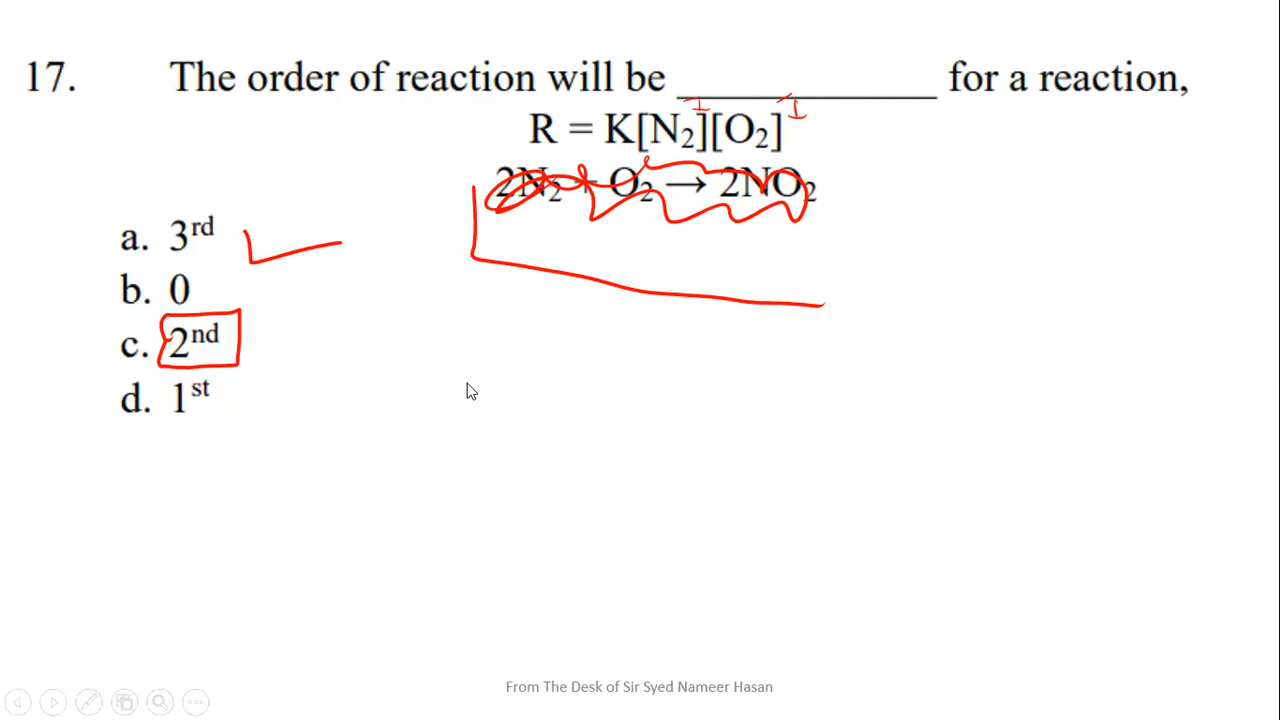 17. The order of reaction will be ______________ for a reaction,
I I
R = K[N₂][O₂]
2N₂ + O₂ → 2NO₂
a. 3rd
b. 0
c. 2nd
d. 1st
From The Desk of Sir Syed Nameer Hasan